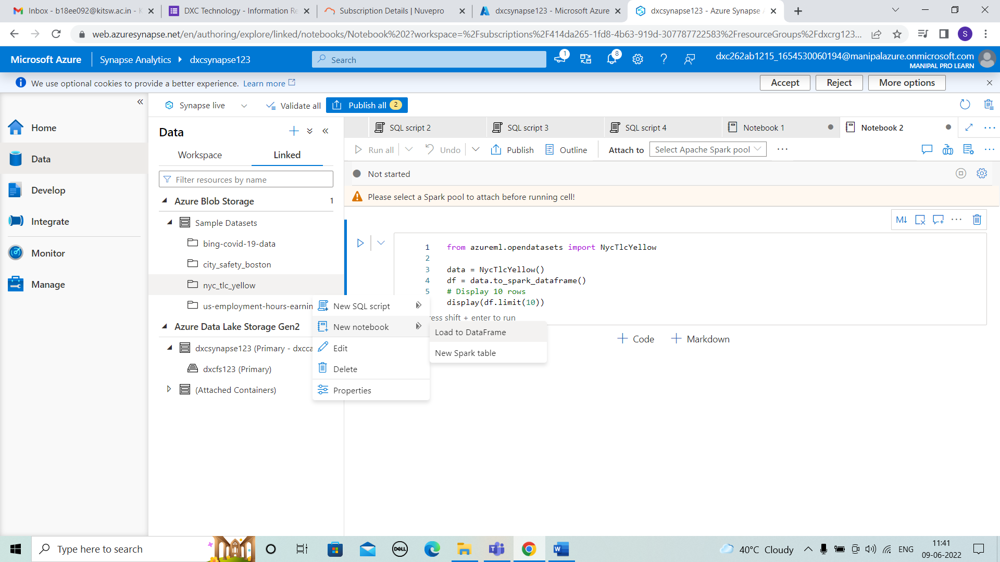 Inbox - b18ee092@kitsw.ac.in - K
DXC Technology - Information Re
Subscription Details | Nuvepro
dxcsynapse123 - Microsoft Azure
dxcsynapse123 - Azure Synapse A
web.azuresynapse.net/en/authoring/explore/linked/notebooks/Notebook%202?workspace=%2Fsubscriptions%2F414da265-1fd8-4b63-919d-307787722583%2FresourceGroups%2Fdxcrg123...
S
Microsoft Azure
Synapse Analytics
dxcsynapse123
Search
1
8
dxc262ab1215_1654530060194@manipalazure.onmicrosoft.com
MANIPAL PRO LEARN
We use optional cookies to provide a better experience. Learn more
Accept
Reject
More options
Home
Data
Develop
Integrate
Monitor
Manage
Synapse live
Validate all
Publish all 2
Data
Workspace
Linked
Filter resources by name
Azure Blob Storage 1
Sample Datasets
bing-covid-19-data
city_safety_boston
nyc_tlc_yellow
us-employment-hours-earnin
Azure Data Lake Storage Gen2
dxcsynapse123 (Primary - dxcca
dxcfs123 (Primary)
(Attached Containers)
New SQL script
New notebook
Edit
Delete
Properties
Load to DataFrame
New Spark table
SQL script 2
SQL script 3
SQL script 4
Notebook 1
Notebook 2
Run all
Undo
Publish
Outline
Attach to
Select Apache Spark pool
Not started
Please select a Spark pool to attach before running cell!
M↓
1 from azureml.opendatasets import NycTlcYellow
2
3 data = NycTlcYellow()
4 df = data.to_spark_dataframe()
5 # Display 10 rows
display(df.limit(10))
ress shift + enter to run
Code
Markdown
Type here to search
DELL
W
40°C Cloudy
ENG
11:41
09-06-2022